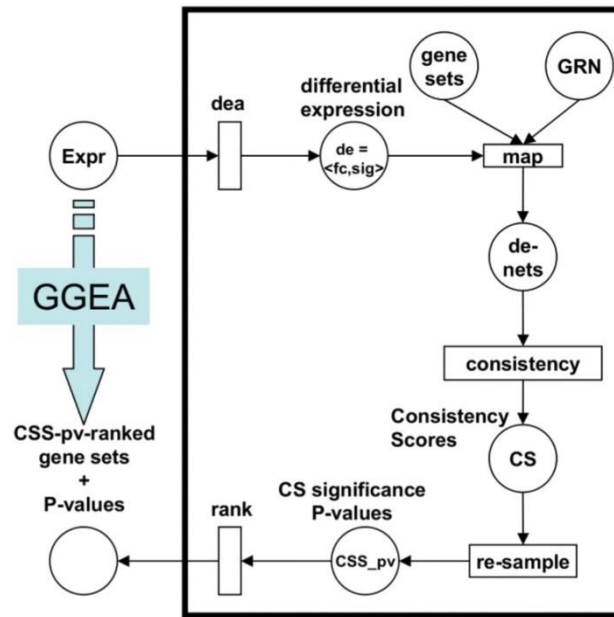 gene
sets
GRN
differential
expression
dea
Expr
de =
<fc,sig>
map
de-
nets
GGEA
consistency
Consistency
Scores
CS
CSS-pv-ranked
gene sets
+
P-values
CS significance
P-values
rank
CSS_pv
re-sample